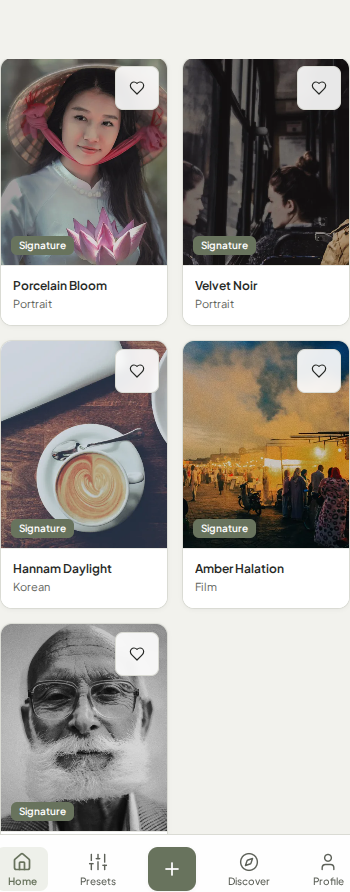 Signature
Signature
Porcelain Bloom
Portrait
Velvet Noir
Portrait
Signature
Signature
Hannam Daylight
Korean
Amber Halation
Film
Signature
Home
Presets
Discover
Profile